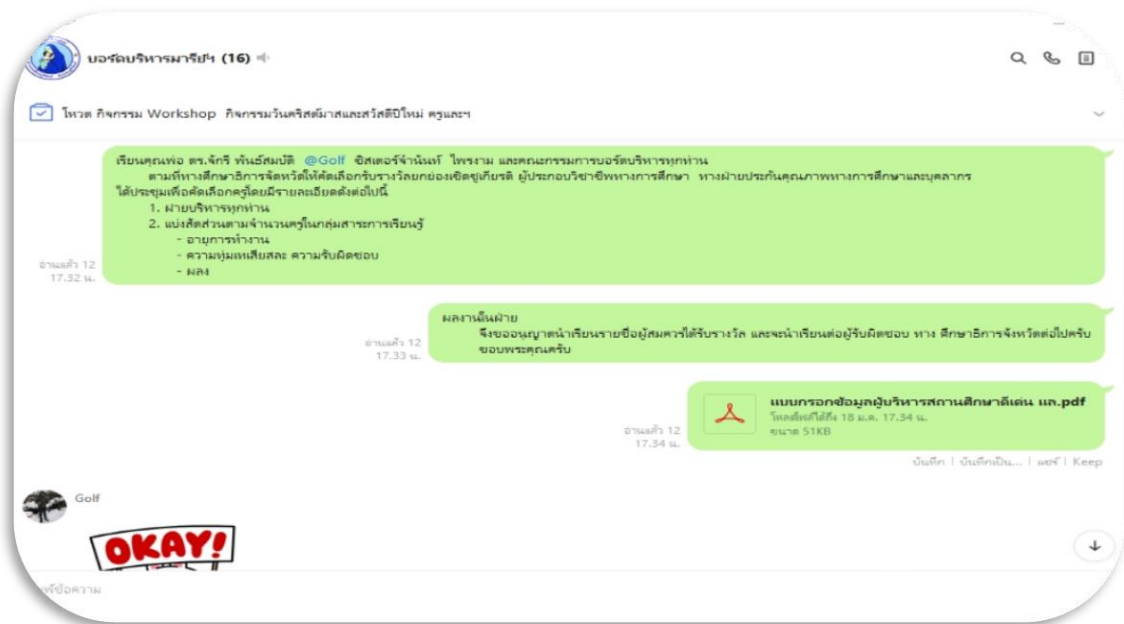 บอร์ดบริหารมารีย์ฯ (16)
โหวต กิจกรรม Workshop กิจกรรมวันคริสต์มาสและสวัสดีปีใหม่ ครูและฯ
เรียนคุณพ่อ ดร.จักรี พันธ์สมบัติ @Golf ซิสเตอร์จำนันท์ ไพรงาม และคณะกรรมการบอร์ดบริหารทุกท่าน
ตามที่ทางศึกษาธิการจังหวัดให้คัดเลือกรับรางวัลยกย่องเชิดชูเกียรติ ผู้ประกอบวิชาชีพทางการศึกษา ทางฝ่ายประกันคุณภาพทางการศึกษาและบุคลากร
ได้ประชุมเพื่อคัดเลือกครูโดยมีรายละเอียดดังต่อไปนี้
1. ฝ่ายบริหารทุกท่าน
2. แบ่งสัดส่วนตามจำนวนครูในกลุ่มสาระการเรียนรู้
- อายุการทำงาน
- ความทุ่มเทเสียสละ ความรับผิดชอบ
- ผลง
อ่านแล้ว 12
17.32 น.
ผลงานในฝ่าย
จึงขออนุญาตนำเรียนรายชื่อผู้สมควรได้รับรางวัล และจะนำเรียนต่อผู้รับผิดชอบ ทาง ศึกษาธิการจังหวัดต่อไปครับ
ขอบพระคุณครับ
อ่านแล้ว 12
17.33 น.
แบบกรอกข้อมูลผู้บริหารสถานศึกษาดีเด่น แล.pdf
โหลดไฟล์ได้ถึง 18 ม.ค. 17.34 น.
ขนาด 51KB
อ่านแล้ว 12
17.34 น.
บันทึก | บันทึกเป็น... | แชร์ | Keep
Golf
OKAY!
พ์ข้อความ